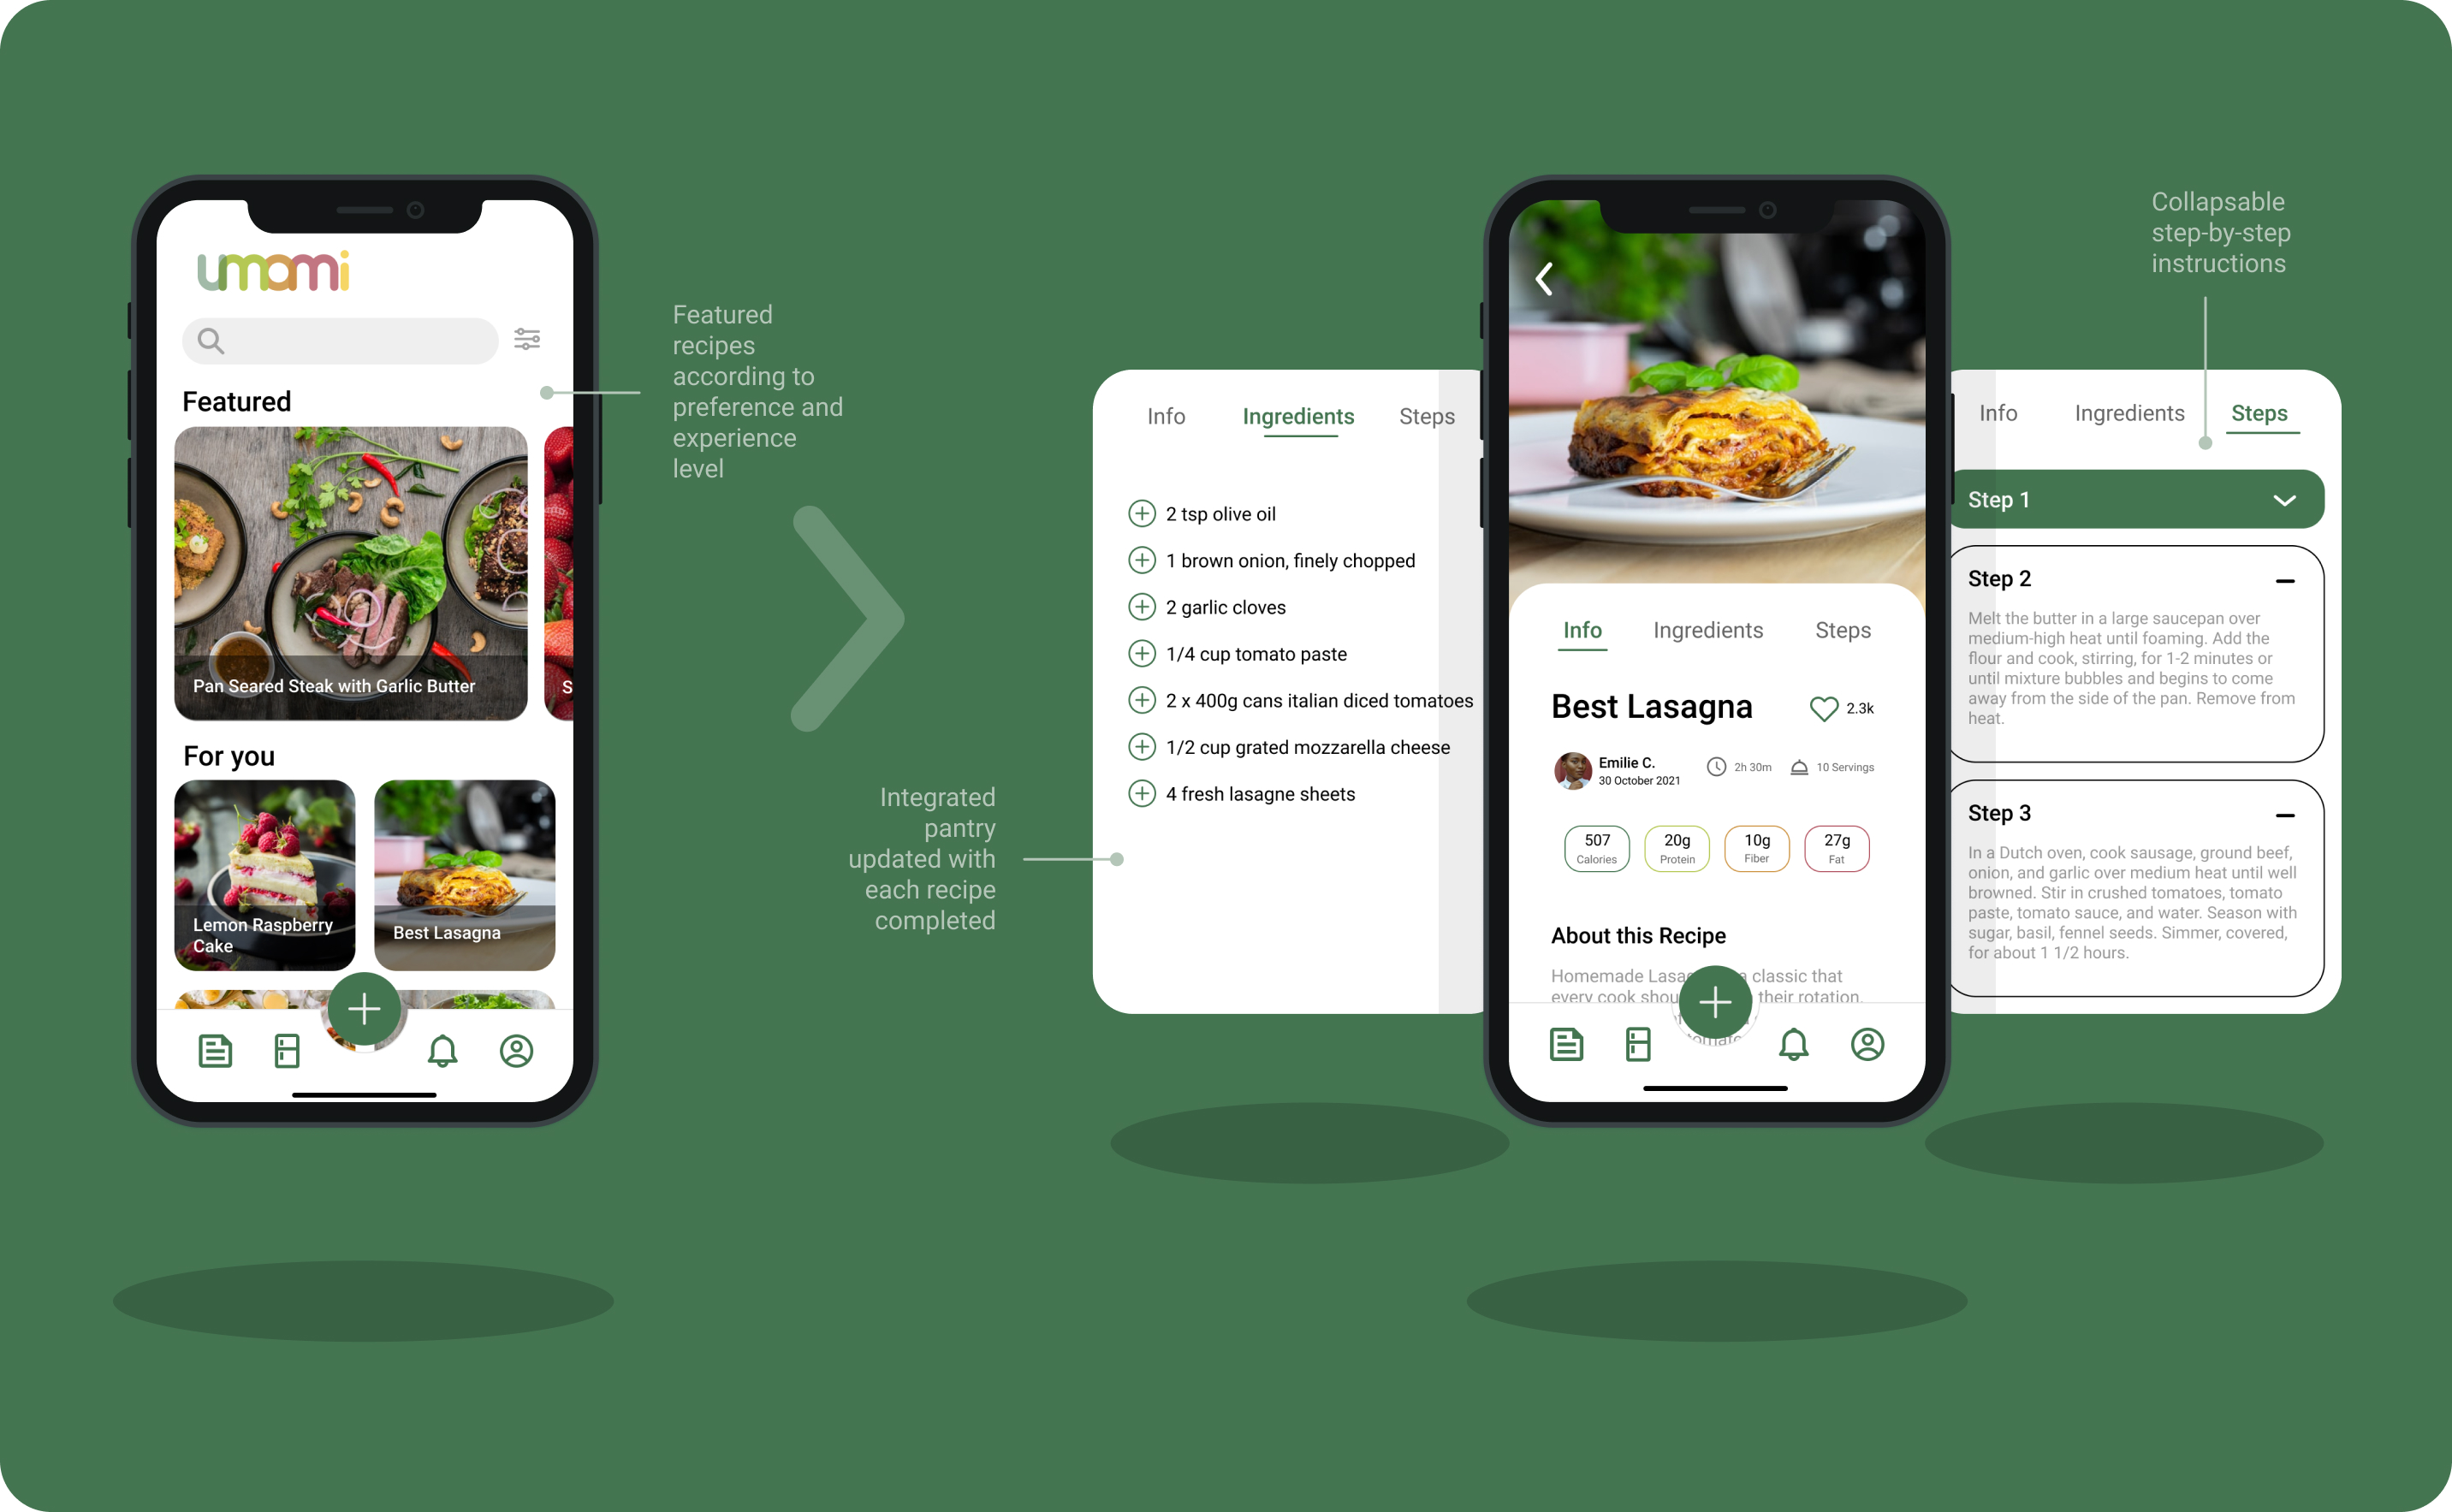 umami
Featured
Pan Seared Steak with Garlic Butter
S
For you
Lemon Raspberry
Cake
Best Lasagna
Featured
recipes
according to
preference and
experience
level
Integrated
pantry
updated with
each recipe
completed
Info Ingredients Steps
2 tsp olive oil
1 brown onion, finely chopped
2 garlic cloves
1/4 cup tomato paste
2 x 400g cans italian diced tomatoes
1/2 cup grated mozzarella cheese
4 fresh lasagne sheets
Info Ingredients Steps
Best Lasagna 2.3k
Emilie C.
30 October 2021
2h 30m 10 Servings
507 20g 10g 27g
Calories Protein Fiber Fat
About this Recipe
Homemade classic that
every cook their rotation.
Collapsable
step-by-step
instructions
Info Ingredients Steps
Step 1
Step 2
Melt the butter in a large saucepan over
medium-high heat until foaming. Add the
flour and cook, stirring, for 1-2 minutes or
until mixture bubbles and begins to come
away from the side of the pan. Remove from
heat.
Step 3
In a Dutch oven, cook sausage, ground beef,
onion, and garlic over medium heat until well
browned. Stir in crushed tomatoes, tomato
paste, tomato sauce, and water. Season with
sugar, basil, fennel seeds. Simmer, covered,
for about 1 1/2 hours.